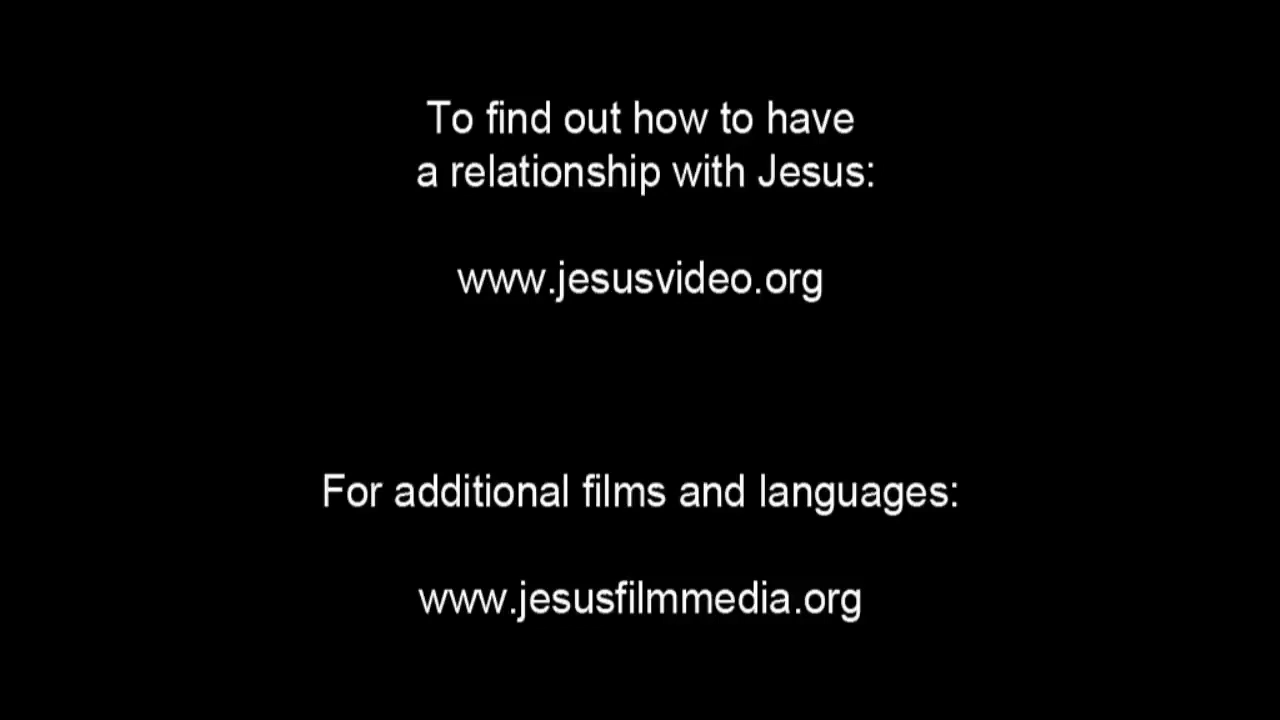 To find out how to have
a relationship with Jesus:
www.jesusvideo.org
For additional films and languages:
www.jesusfilmmedia.org